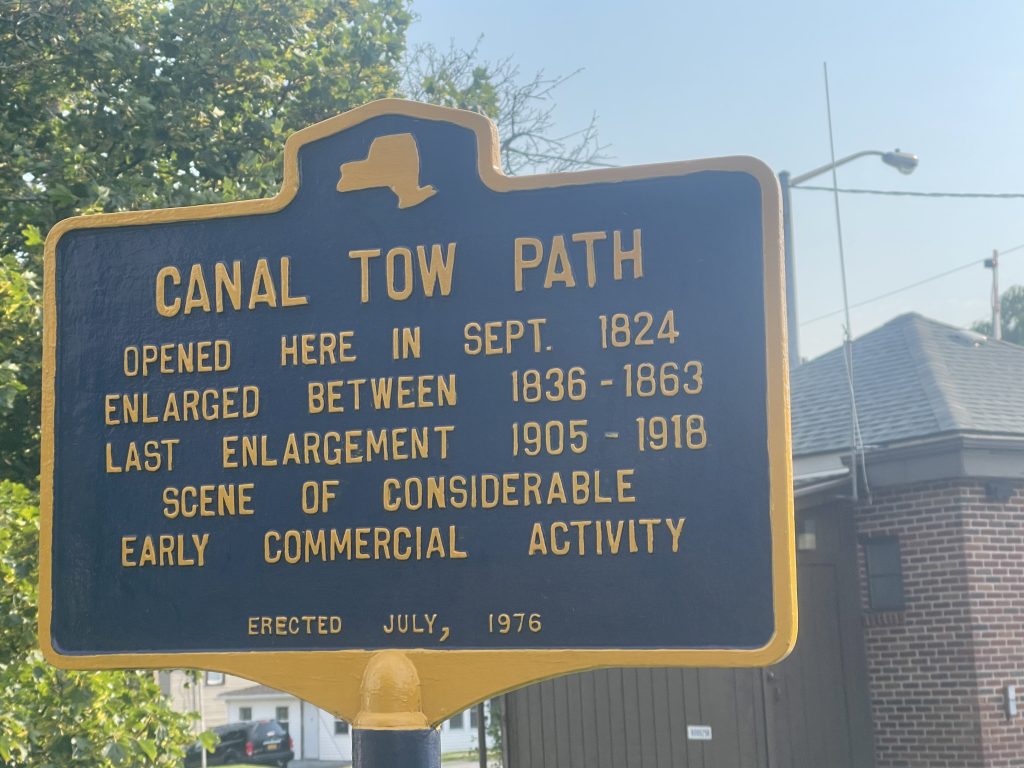 CANAL TOW PATH
OPENED HERE IN SEPT. 1824
ENLARGED BETWEEN 1836 - 1863
LAST ENLARGEMENT 1905 - 1918
SCENE OF CONSIDERABLE
EARLY COMMERCIAL ACTIVITY
ERECTED JULY, 1976